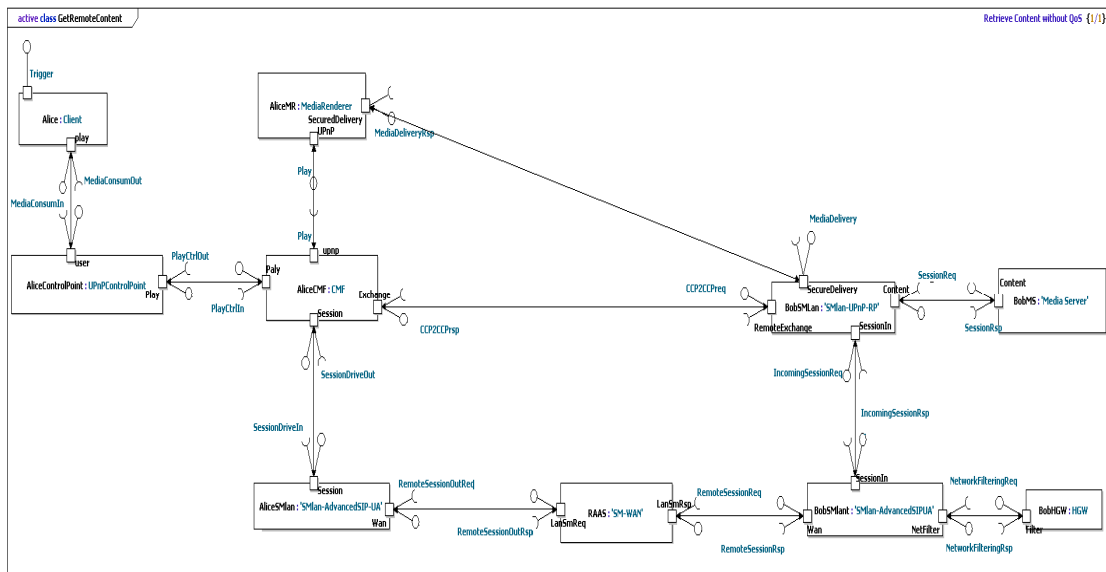 active class GetRemoteContent
Retrieve Content without QoS {1/1}
Trigger
Alice : Client
play
MediaConsumOut
MediaConsumIn
user
AliceControlPoint : UPnPControlPoint
Play
PlayCtrlOut
PlayCtrlIn
AliceMR : MediaRenderer
SecuredDelivery
UPnP
MediaDeliveryRsp
Play
Play
upnp
Paly
AliceCMF : CMF
Exchange
Session
CCP2CCPrsp
CCP2CCPreq
MediaDelivery
SecureDelivery
Content
BobSMLan : 'SMlan-UPnP-RP'
RemoteExchange
SessionIn
SessionReq
SessionRsp
Content
BobMS : 'Media Server'
SessionDriveOut
SessionDriveIn
IncomingSessionReq
IncomingSessionRsp
Session
AliceSMlan : 'SMlan-AdvancedSIP-UA'
Wan
RemoteSessionOutReq
RemoteSessionOutRsp
LanSmReq
RAAS : 'SM-WAN'
LanSmRsp
RemoteSessionReq
RemoteSessionRsp
SessionIn
BobSMlant : 'Smlan-AdvancedSIPUA'
Wan
NetFilter
NetworkFilteringReq
NetworkFilteringRsp
BobHGW : HGW
Filter